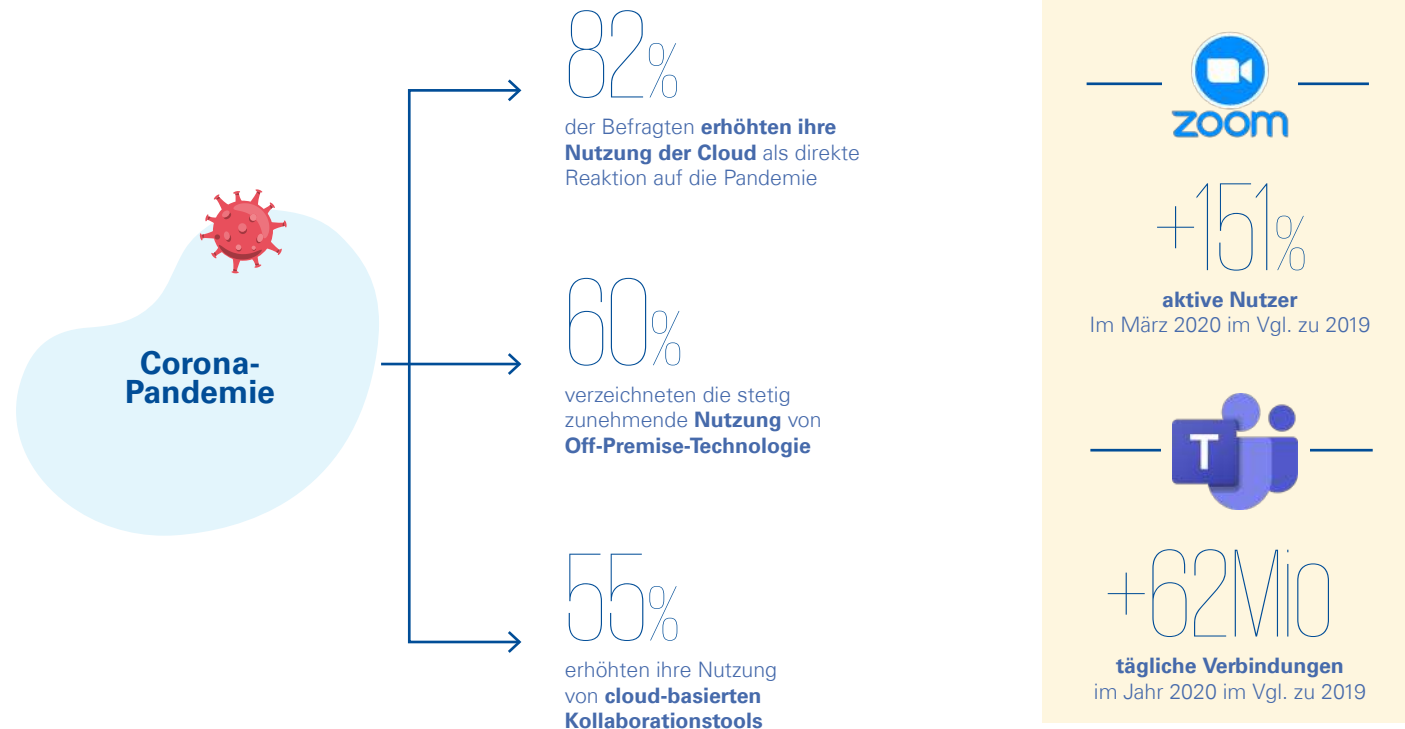 Corona-
Pandemie
82%
der Befragten erhöhten ihre
Nutzung der Cloud als direkte
Reaktion auf die Pandemie
60%
verzeichneten die stetig
zunehmende Nutzung von
Off-Premise-Technologie
55%
erhöhten ihre Nutzung
von cloud-basierten
Kollaborationstools
zoom
+151%
aktive Nutzer
Im März 2020 im Vgl. zu 2019
T
+62Mio
tägliche Verbindungen
im Jahr 2020 im Vgl. zu 2019